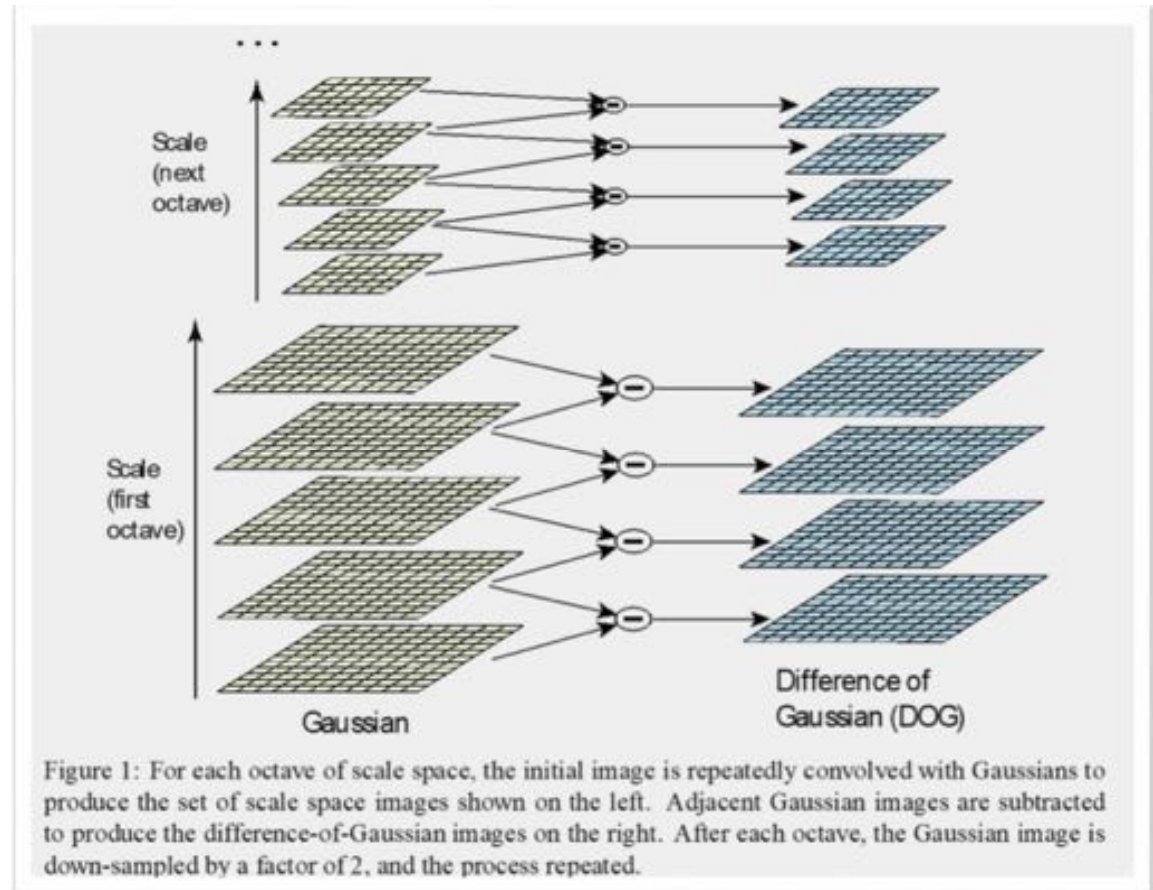 ...
Scale
(next
octave)
Scale
(first
octave)
Gaussian
Difference of
Gaussian (DOG)
Figure 1: For each octave of scale space, the initial image is repeatedly convolved with Gaussians to
produce the set of scale space images shown on the left. Adjacent Gaussian images are subtracted
to produce the difference-of-Gaussian images on the right. After each octave, the Gaussian image is
down-sampled by a factor of 2, and the process repeated.